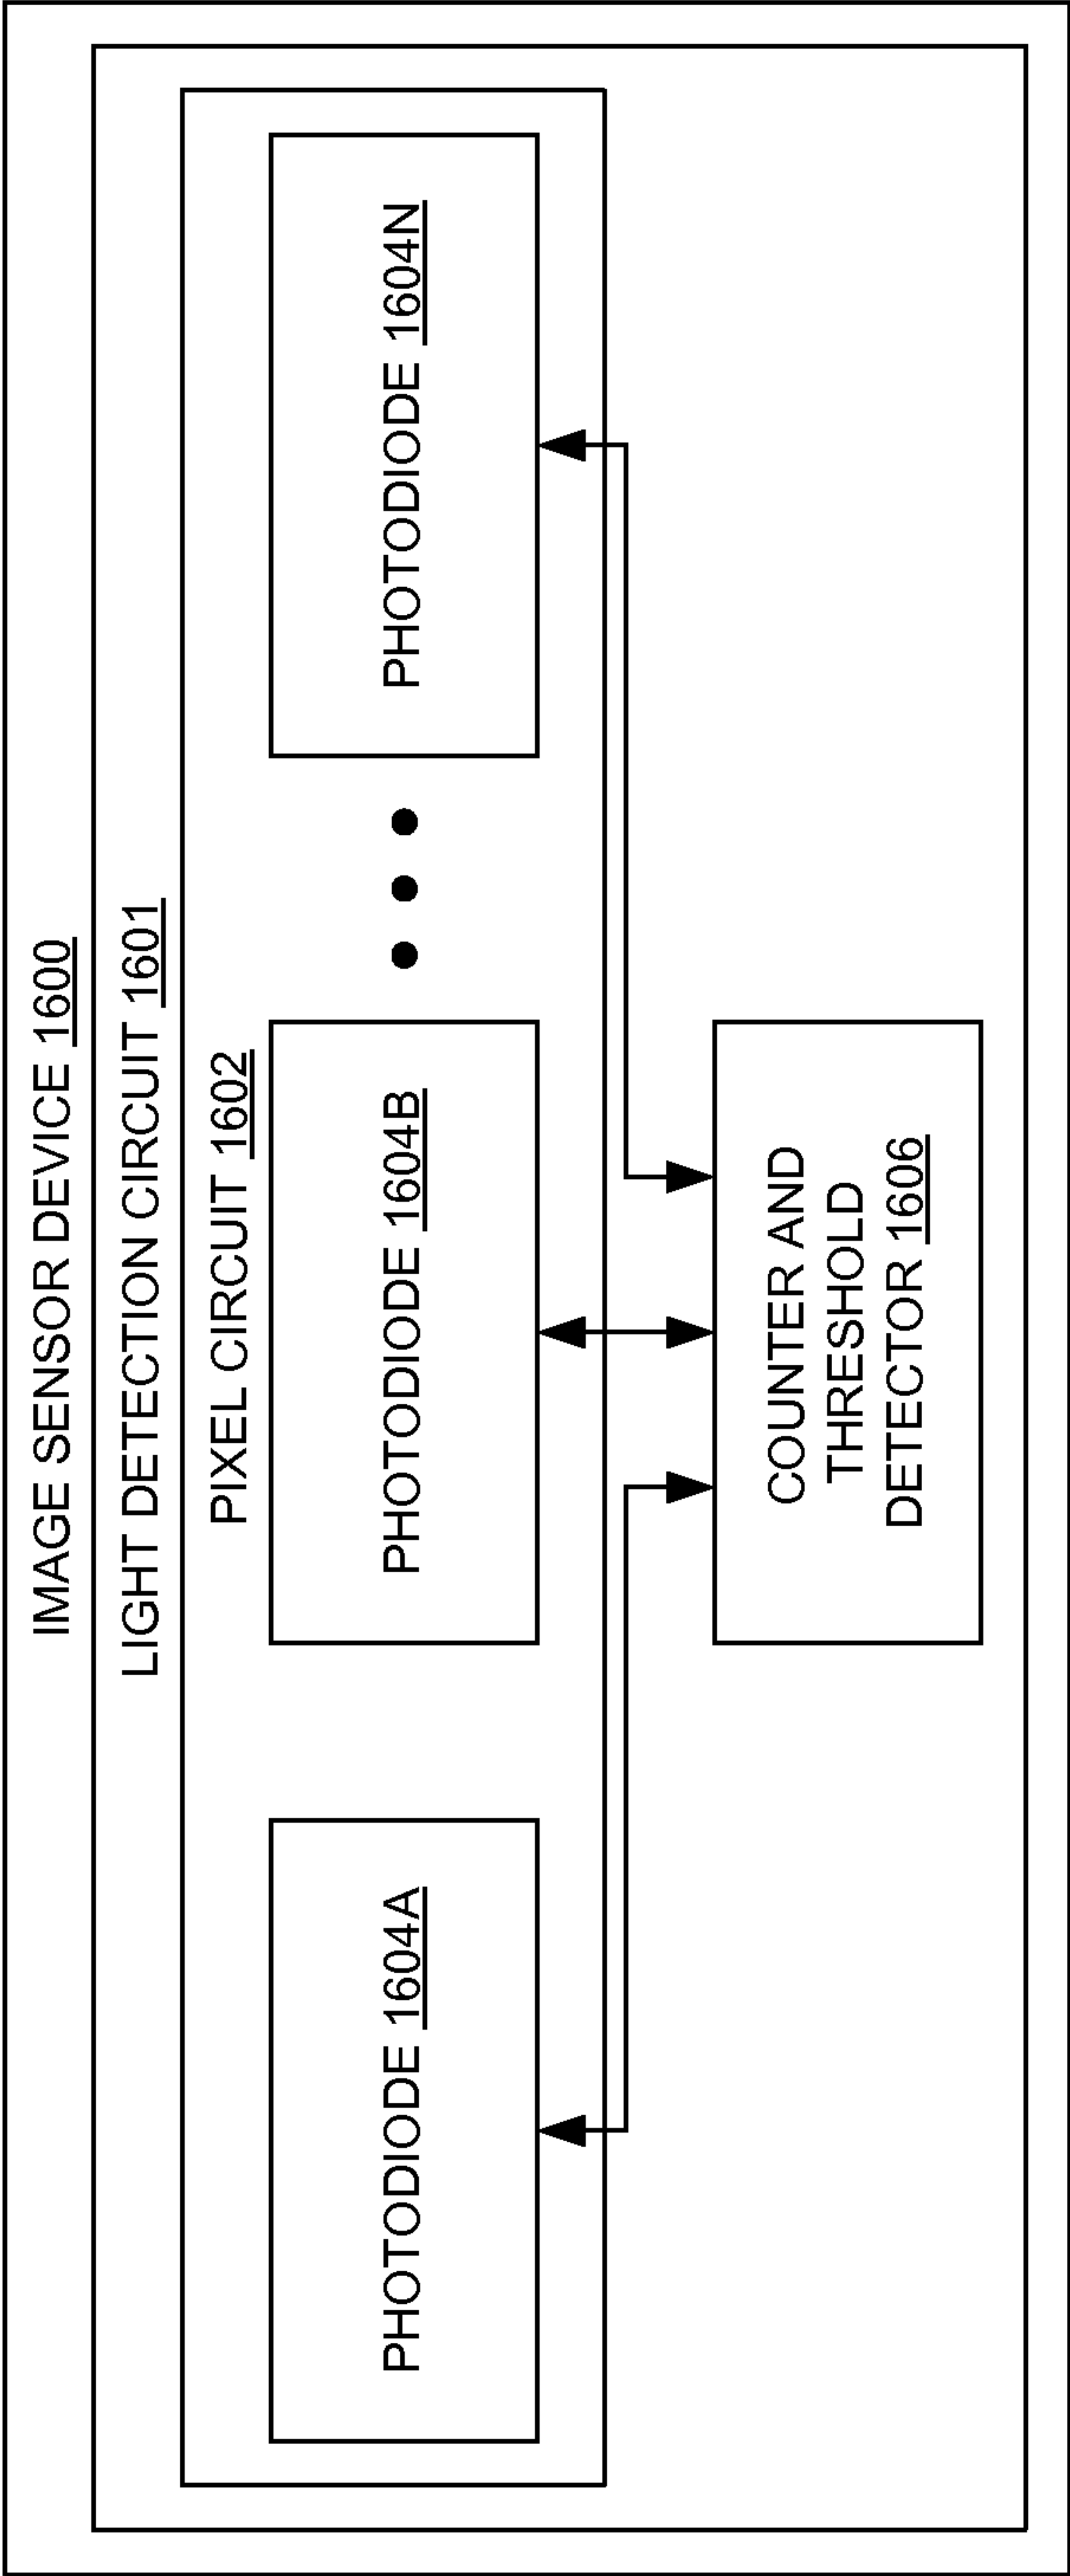 IMAGE SENSOR DEVICE 1600
LIGHT DETECTION CIRCUIT 1601
PIXEL CIRCUIT 1602
PHOTODIODE 1604A
PHOTODIODE 1604B
PHOTODIODE 1604N
COUNTER AND
THRESHOLD
DETECTOR 1606